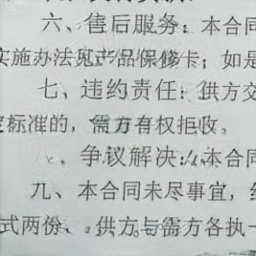 六、售后服务：本合同
实施办法见产品保修卡；如是
七、违约责任：供方交
定标准的，需方有权拒收。
八、争议解决：本合同
九、本合同未尽事宜，
式两份、供方与需方各执一